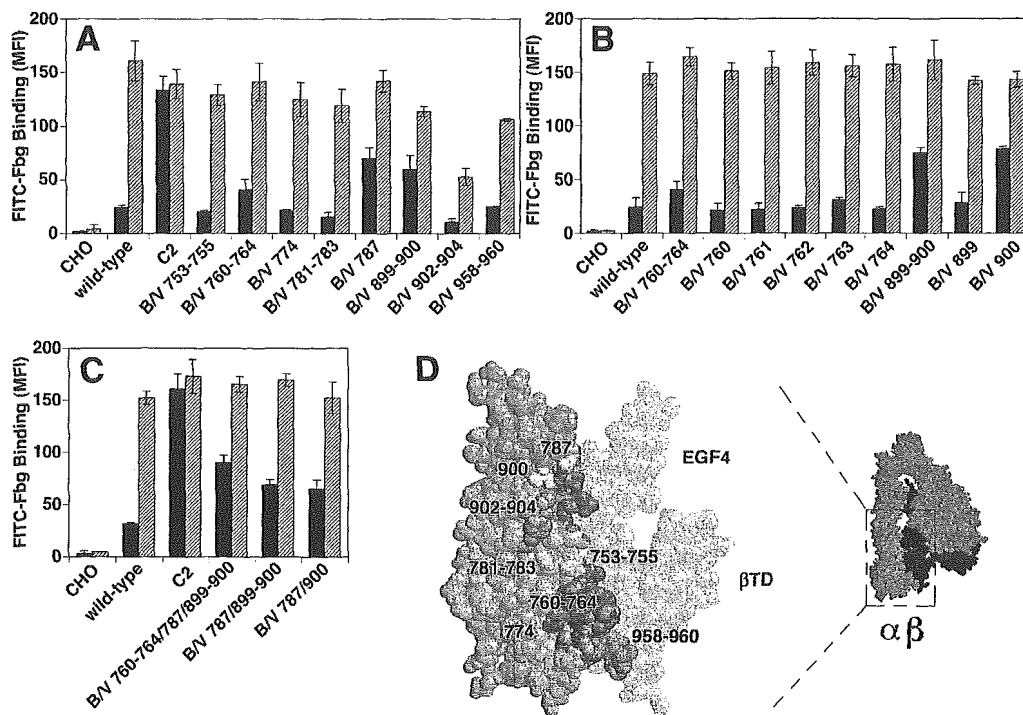 A
FITC-Fbg Binding (MFI)
200
150
100
50
0
CHO
wild-type
C2
B/V 753-755
B/V 760-764
B/V 774
B/V 781-783
B/V 787
B/V 899-900
B/V 902-904
B/V 958-960
B
FITC-Fbg Binding (MFI)
200
150
100
50
0
CHO
wild-type
B/V 760-764
B/V 760
B/V 761
B/V 762
B/V 763
B/V 764
B/V 899-900
B/V 899
B/V 900
C
FITC-Fbg Binding (MFI)
200
150
100
50
0
CHO
wild-type
C2
B/V 760-764/787/899-900
B/V 787/899-900
B/V 787/900
D
787
900
EGF4
902-904
753-755
781-783
βTD
760-764
774
958-960
α β